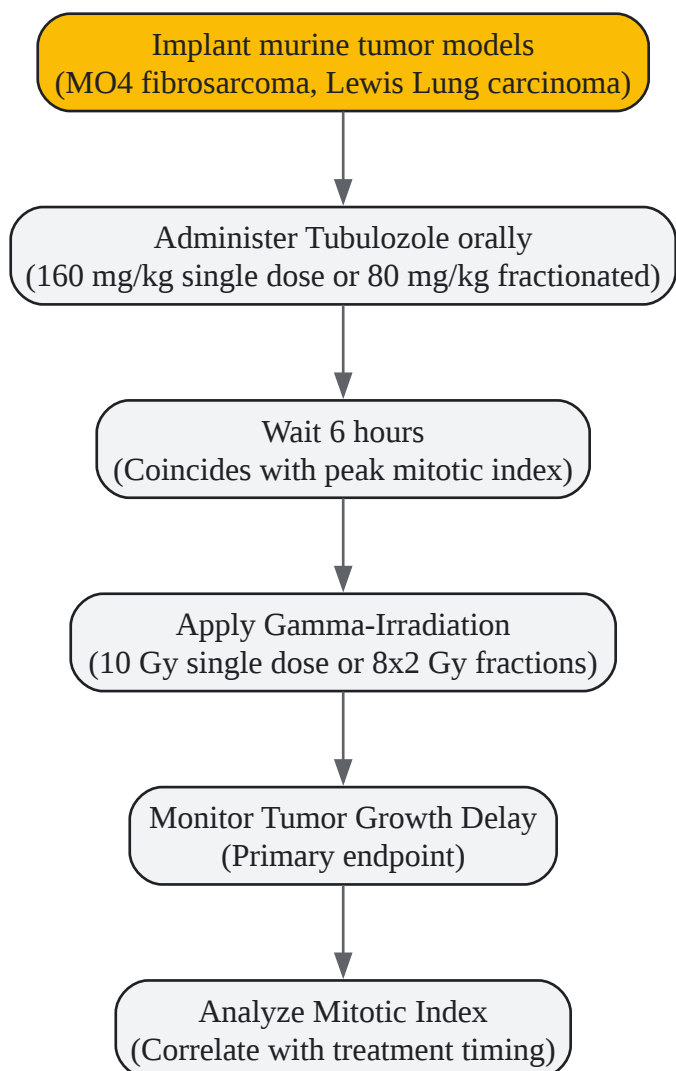 Implant murine tumor models
(MO4 fibrosarcoma, Lewis Lung carcinoma)
Administer Tubulozole orally
(160 mg/kg single dose or 80 mg/kg fractionated)
Wait 6 hours
(Coincides with peak mitotic index)
Apply Gamma-Irradiation
(10 Gy single dose or 8x2 Gy fractions)
Monitor Tumor Growth Delay
(Primary endpoint)
Analyze Mitotic Index
(Correlate with treatment timing)